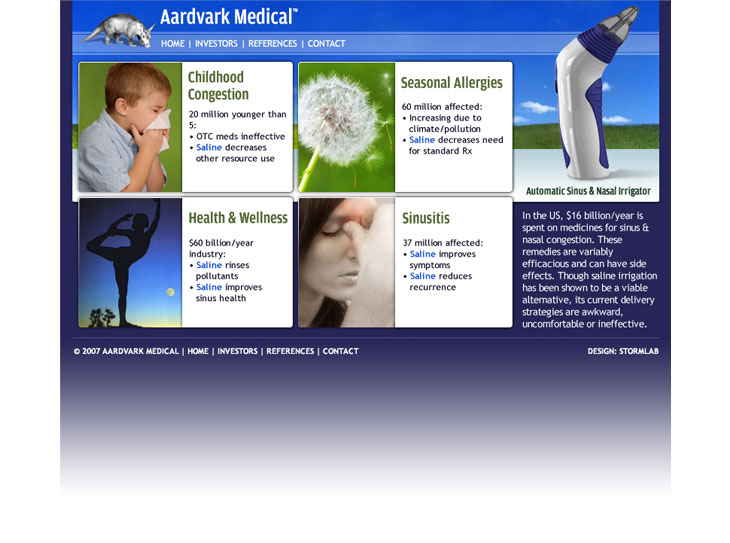 Aardvark Medical™
HOME | INVESTORS | REFERENCES | CONTACT
Childhood
Congestion
20 million younger than
5:
• OTC meds ineffective
• Saline decreases
other resource use
Seasonal Allergies
60 million affected:
• Increasing due to
climate/pollution
• Saline decreases need
for standard Rx
Automatic Sinus & Nasal Irrigator
Health & Wellness
$60 billion/year
industry:
• Saline rinses
pollutants
• Saline improves
sinus health
Sinusitis
37 million affected:
• Saline improves
symptoms
• Saline reduces
recurrence
In the US, $16 billion/year is
spent on medicines for sinus &
nasal congestion. These
remedies are variably
efficacious and can have side
effects. Though saline irrigation
has been shown to be a viable
alternative, its current delivery
strategies are awkward,
uncomfortable or ineffective.
© 2007 AARDVARK MEDICAL | HOME | INVESTORS | REFERENCES | CONTACT
DESIGN: STORMLAB